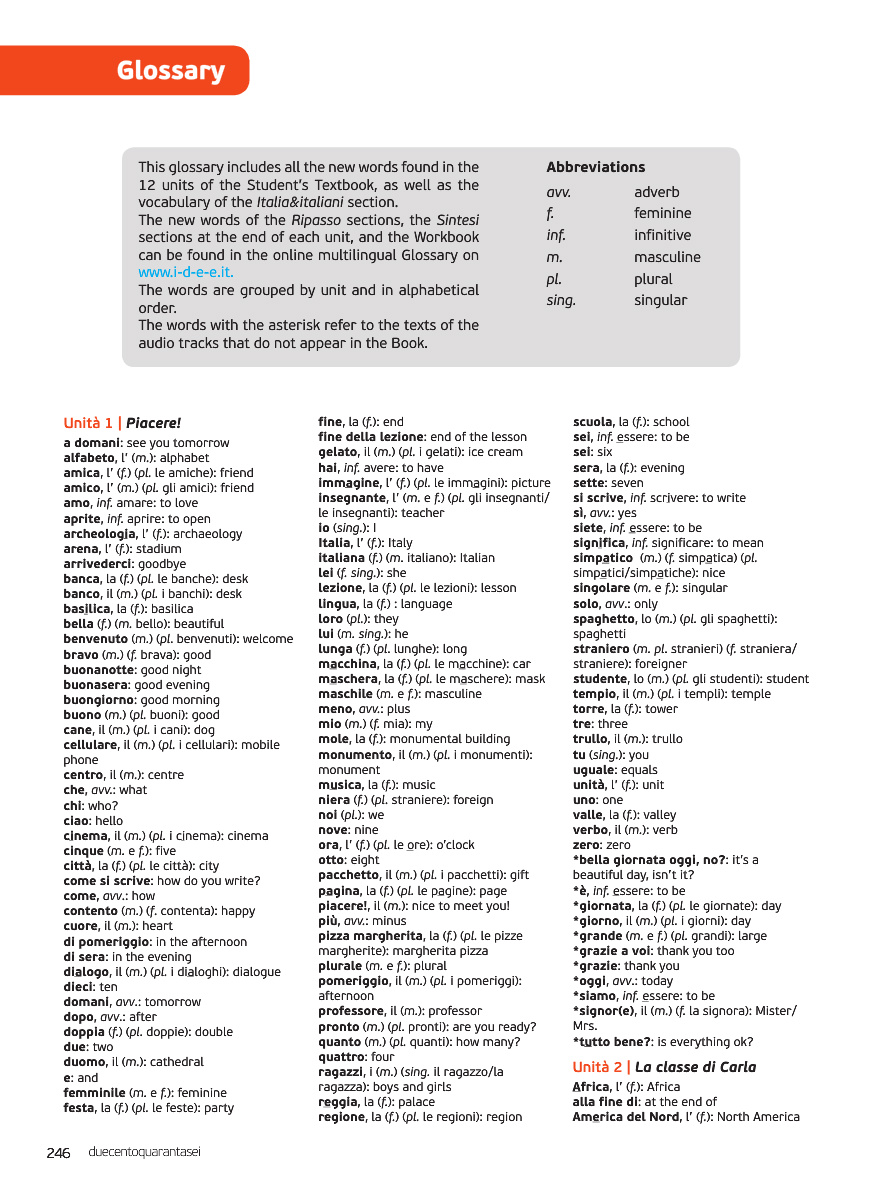 Glossary
This glossary includes all the new words found in the
12 units of the Student's Textbook, as well as the
vocabulary of the Italia&italiani section.
The new words of the Ripasso sections, the Sintesi
sections at the end of each unit, and the Workbook
can be found in the online multilingual Glossary on
www.i-d-e-e.it.
The words are grouped by unit and in alphabetical
order.
The words with the asterisk refer to the texts of the
audio tracks that do not appear in the Book.
Abbreviations
avv. adverb
f. feminine
inf. infinitive
m. masculine
pl. plural
sing. singular
Unità 1 | Piacere!
a domani: see you tomorrow
alfabeto, l' (m.): alphabet
amica, l' (f.) (pl. le amiche): friend
amico, l' (m.) (pl. gli amici): friend
amo, inf. amare: to love
aprite, inf. aprire: to open
archeologia, l' (f.): archaeology
arena, l' (f.): stadium
arrivederci: goodbye
banca, la (f.) (pl. le banche): desk
banco, il (m.) (pl. i banchi): desk
basilica, la (f.): basilica
bella (f.) (m. bello): beautiful
benvenuto (m.) (pl. benvenuti): welcome
bravo (m.) (f. brava): good
buonanotte: good night
buonasera: good evening
buongiorno: good morning
buono (m.) (pl. buoni): good
cane, il (m.) (pl. i cani): dog
cellulare, il (m.) (pl. i cellulari): mobile
phone
centro, il (m.): centre
che, avv.: what
chi: who?
ciao: hello
cinema, il (m.) (pl. i cinema): cinema
cinque (m. e f.): five
città, la (f.) (pl. le città): city
come si scrive: how do you write?
come, avv.: how
contento (m.) (f. contenta): happy
cuore, il (m.): heart
di pomeriggio: in the afternoon
di sera: in the evening
dialogo, il (m.) (pl. i dialoghi): dialogue
dieci: ten
domani, avv.: tomorrow
dopo, avv.: after
doppia (f.) (pl. doppie): double
due: two
duomo, il (m.): cathedral
e: and
femminile (m. e f.): feminine
festa, la (f.) (pl. le feste): party
fine, la (f.): end
fine della lezione: end of the lesson
gelato, il (m.) (pl. i gelati): ice cream
hai, inf. avere: to have
immagine, l' (f.) (pl. le immagini): picture
insegnante, l' (m. e f.) (pl. gli insegnanti/
le insegnanti): teacher
io (sing.): I
Italia, l' (f.): Italy
italiana (f.) (m. italiano): Italian
lei (f. sing.): she
lezione, la (f.) (pl. le lezioni): lesson
lingua, la (f.) : language
loro (pl.): they
lui (m. sing.): he
lunga (f.) (pl. lunghe): long
macchina, la (f.) (pl. le macchine): car
maschera, la (f.) (pl. le maschere): mask
maschile (m. e f.): masculine
meno, avv.: plus
mio (m.) (f. mia): my
mole, la (f.): monumental building
monumento, il (m.) (pl. i monumenti):
monument
musica, la (f.): music
niera (f.) (pl. straniere): foreign
noi (pl.): we
nove: nine
ora, l' (f.) (pl. le ore): o'clock
otto: eight
pacchetto, il (m.) (pl. i pacchetti): gift
pagina, la (f.) (pl. le pagine): page
piacere!, il (m.): nice to meet you!
più, avv.: minus
pizza margherita, la (f.) (pl. le pizze
margherite): margherita pizza
plurale (m. e f.): plural
pomeriggio, il (m.) (pl. i pomeriggi):
afternoon
professore, il (m.): professor
pronto (m.) (pl. pronti): are you ready?
quanto (m.) (pl. quanti): how many?
quattro: four
ragazzi, i (m.) (sing. il ragazzo/la
ragazza): boys and girls
reggia, la (f.): palace
regione, la (f.) (pl. le regioni): region
scuola, la (f.): school
sei, inf. essere: to be
sei: six
sera, la (f.): evening
sette: seven
si scrive, inf. scrivere: to write
sì, avv.: yes
siete, inf. essere: to be
significa, inf. significare: to mean
simpatico (m.) (f. simpatica) (pl.
simpatici/simpatiche): nice
singolare (m. e f.): singular
solo, avv.: only
spaghetto, lo (m.) (pl. gli spaghetti):
spaghetti
straniero (m. pl. stranieri) (f. straniera/
straniere): foreigner
studente, lo (m.) (pl. gli studenti): student
tempio, il (m.) (pl. i templi): temple
torre, la (f.): tower
tre: three
trullo, il (m.): trullo
tu (sing.): you
uguale: equals
unità, l' (f.): unit
uno: one
valle, la (f.): valley
verbo, il (m.): verb
zero: zero
*bella giornata oggi, no?: it's a
beautiful day, isn't it?
*è, inf. essere: to be
*giornata, la (f.) (pl. le giornate): day
*giorno, il (m.) (pl. i giorni): day
*grande (m. e f.) (pl. grandi): large
*grazie a voi: thank you too
*grazie: thank you
*oggi, avv.: today
*siamo, inf. essere: to be
*signor(e), il (m.) (f. la signora): Mister/
Mrs.
*tutto bene?: is everything ok?
Unità 2 | La classe di Carla
Africa, l' (f.): Africa
alla fine di: at the end of
America del Nord, l' (f.): North America
246 duecentoquarantasei